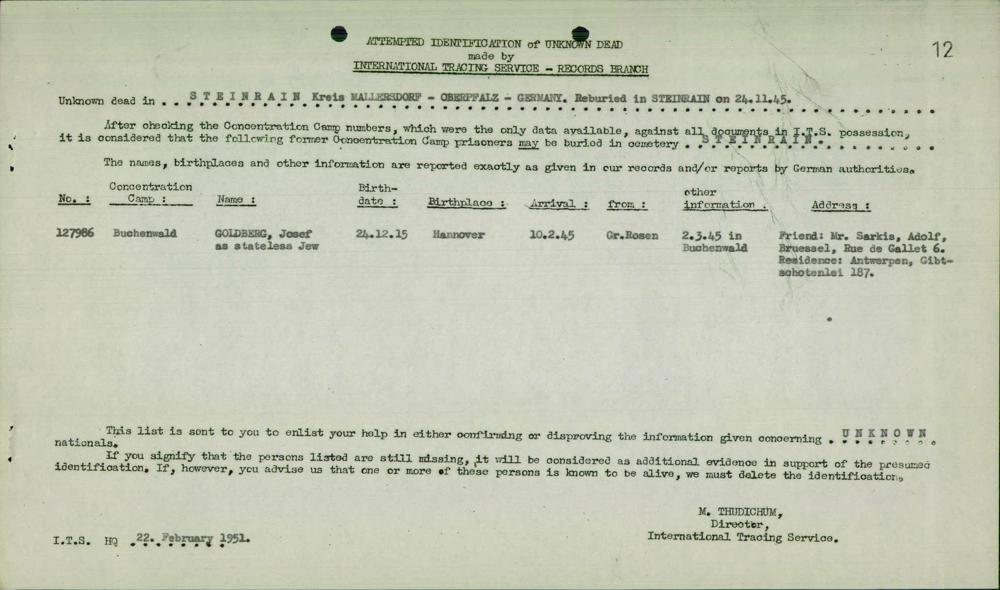 12
ATTEMPTED IDENTIFICATION of UNKNOWN DEAD
made by
INTERNATIONAL TRACING SERVICE - RECORDS BRANCH
Unknown dead in . . STEINRAIN Kreis MALLERSDORF - OBERPFALZ - GERMANY. Reburied in STEINRAIN on 24.11.45.
After checking the Concentration Camp numbers, which were the only data available, against all documents in I.T.S. possession,
it is considered that the following former Concentration Camp prisoners may be buried in cemetery . STEINRAIN. . . . .
The names, birthplaces and other information are reported exactly as given in our records and/or reports by German authorities.
No. : Concentration Camp : Name : Birth-date : Birthplace : Arrival : from : other information : Address :
127986 Buchenwald GOLDBERG, Josef 24.12.15 Hannover 10.2.45 Gr.Rosen 2.3.45 in Friend: Mr. Sarkis, Adolf,
as stateless Jew Buchenwald Bruessel, Rue de Gallet 6.
Residence: Antwerpen, Gibt-
schotenlei 187.
This list is sent to you to enlist your help in either confirming or disproving the information given concerning . UNKNOWN
nationals.
If you signify that the persons listed are still missing, it will be considered as additional evidence in support of the presumed
identification. If, however, you advise us that one or more of these persons is known to be alive, we must delete the identification.
M. THUDICHUM,
Director,
International Tracing Service.
I.T.S. HQ .22. February 1951.